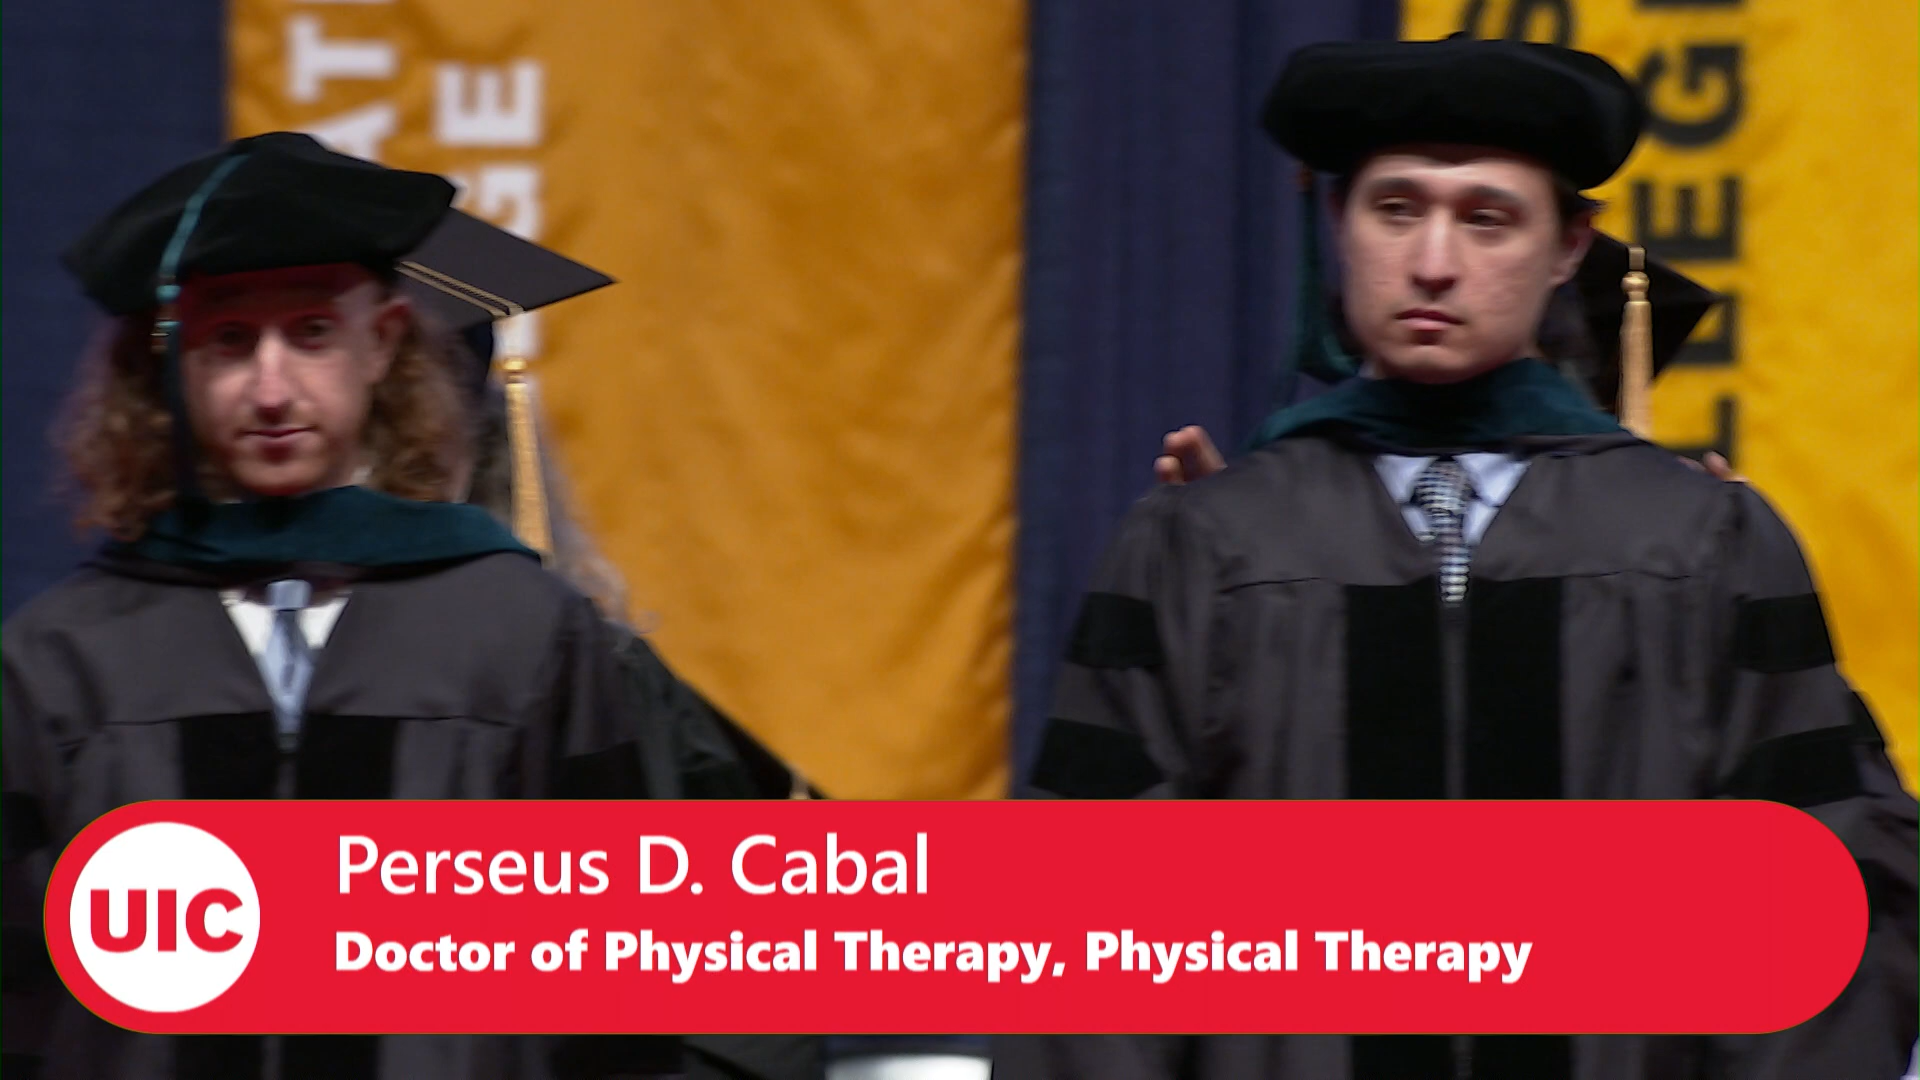 UIC
Perseus D. Cabal
Doctor of Physical Therapy, Physical Therapy